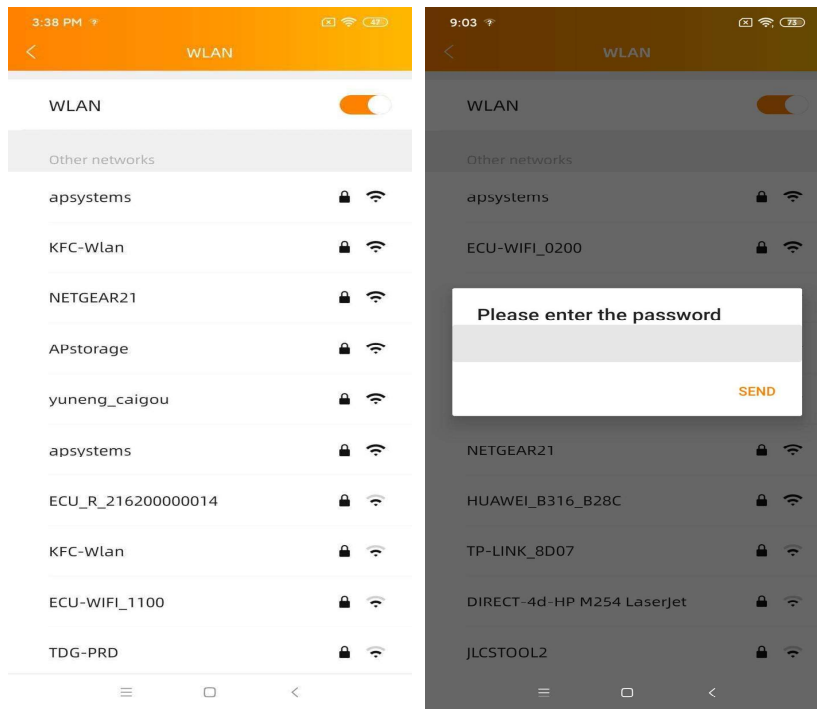 3:38 PM
47
WLAN
WLAN
Other networks
apsystems
KFC-Wlan
NETGEAR21
APstorage
yuneng_caigou
apsystems
ECU_R_216200000014
KFC-Wlan
ECU-WIFI_1100
TDG-PRD
9:03
73
WLAN
WLAN
Other networks
apsystems
ECU-WIFI_0200
Please enter the password
SEND
NETGEAR21
HUAWEI_B316_B28C
TP-LINK_8D07
DIRECT-4d-HP M254 LaserJet
JLCSTOOL2